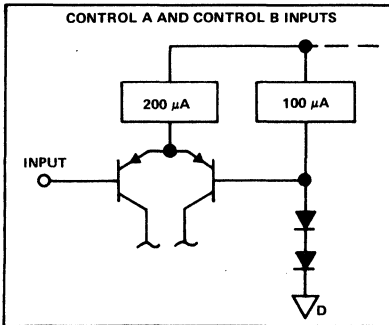 CONTROL A AND CONTROL B INPUTS
200 μA
100 μA
INPUT
D